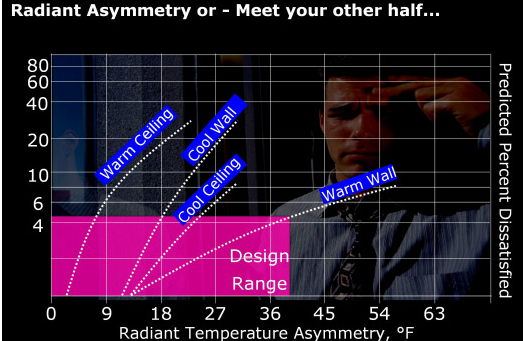 Radiant Asymmetry or - Meet your other half...
80
60
40
20
10
6
4
Warm Ceiling
Cool Wall
Cool Ceiling
Warm Wall
Design
Range
Predicted Percent Dissatisfied
0 9 18 27 36 45 54 63
Radiant Temperature Asymmetry, °F